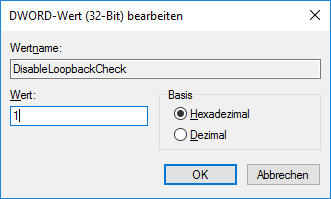 DWORD-Wert (32-Bit) bearbeiten
Wertname:
DisableLoopbackCheck
Wert:
1
Basis
Hexadezimal
Dezimal
OK
Abbrechen